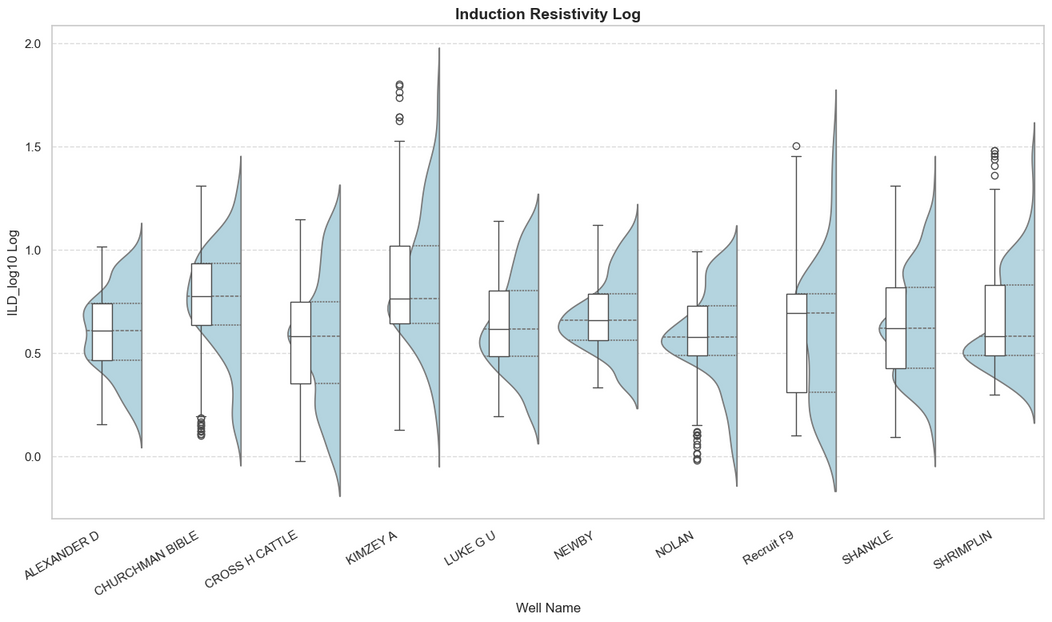 Induction Resistivity Log
ILD_log10 Log
2.0
1.5
1.0
0.5
0.0
ALEXANDER D
CHURCHMAN BIBLE
CROSS H CATTLE
KIMZEY A
LUKE G U
NEWBY
NOLAN
Recruit F9
SHANKLE
SHRIMPLIN
Well Name